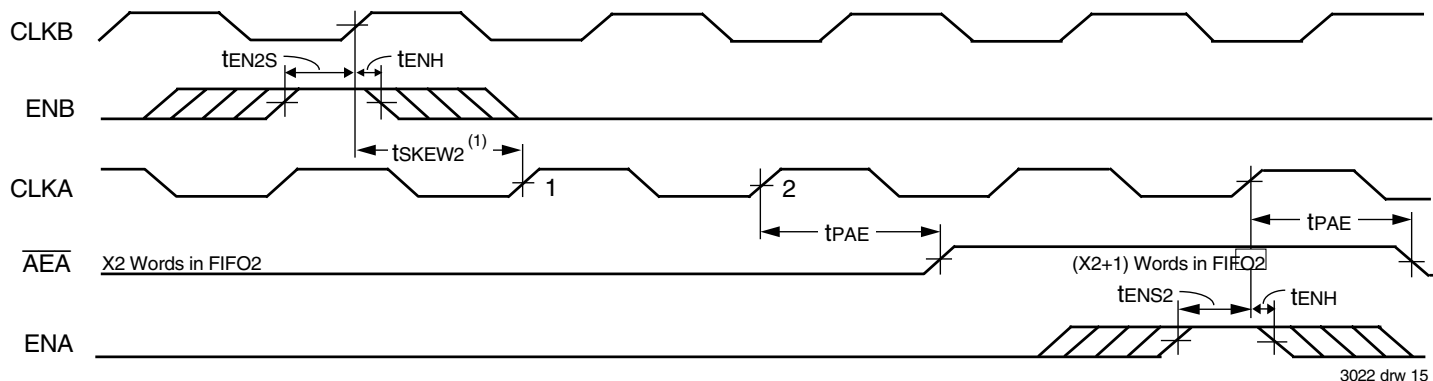 CLKB
tEN2S
tENH
ENB
tSKEW2 (1)
CLKA
1
2
tPAE
tPAE
AEA
X2 Words in FIFO2
(X2+1) Words in FIFO2
tENS2
tENH
ENA
3022 drw 15